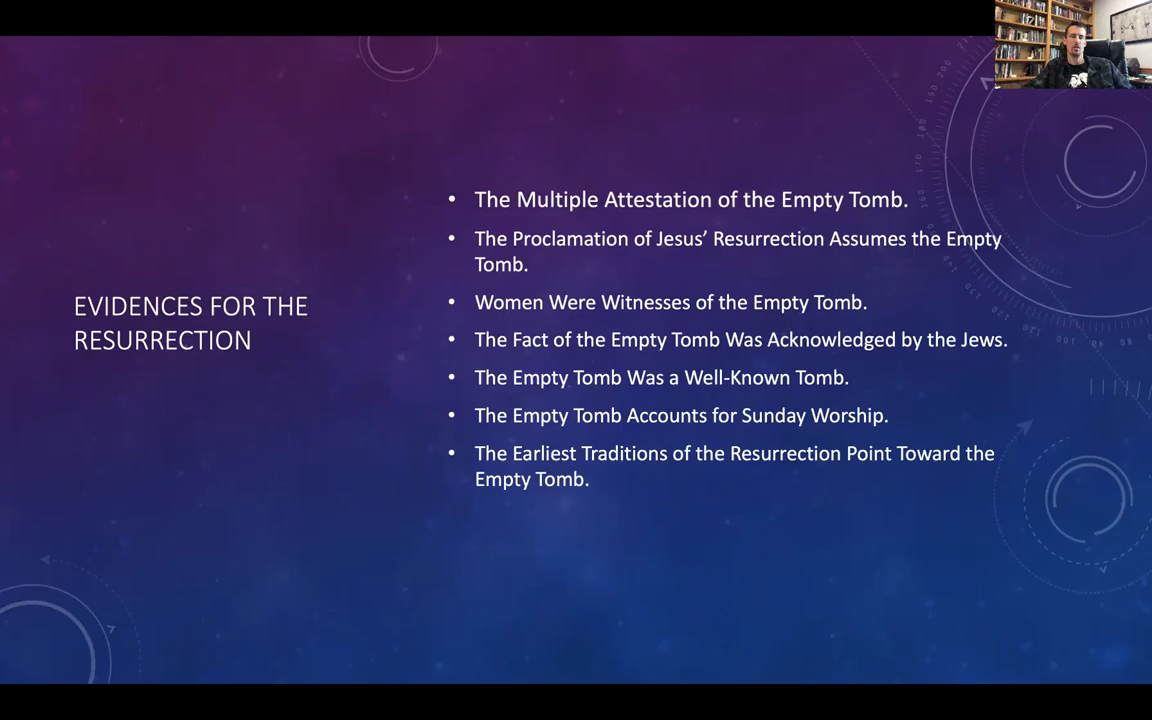 EVIDENCES FOR THE
RESURRECTION
• The Multiple Attestation of the Empty Tomb.
• The Proclamation of Jesus’ Resurrection Assumes the Empty
Tomb.
• Women Were Witnesses of the Empty Tomb.
• The Fact of the Empty Tomb Was Acknowledged by the Jews.
• The Empty Tomb Was a Well-Known Tomb.
• The Empty Tomb Accounts for Sunday Worship.
• The Earliest Traditions of the Resurrection Point Toward the
Empty Tomb.